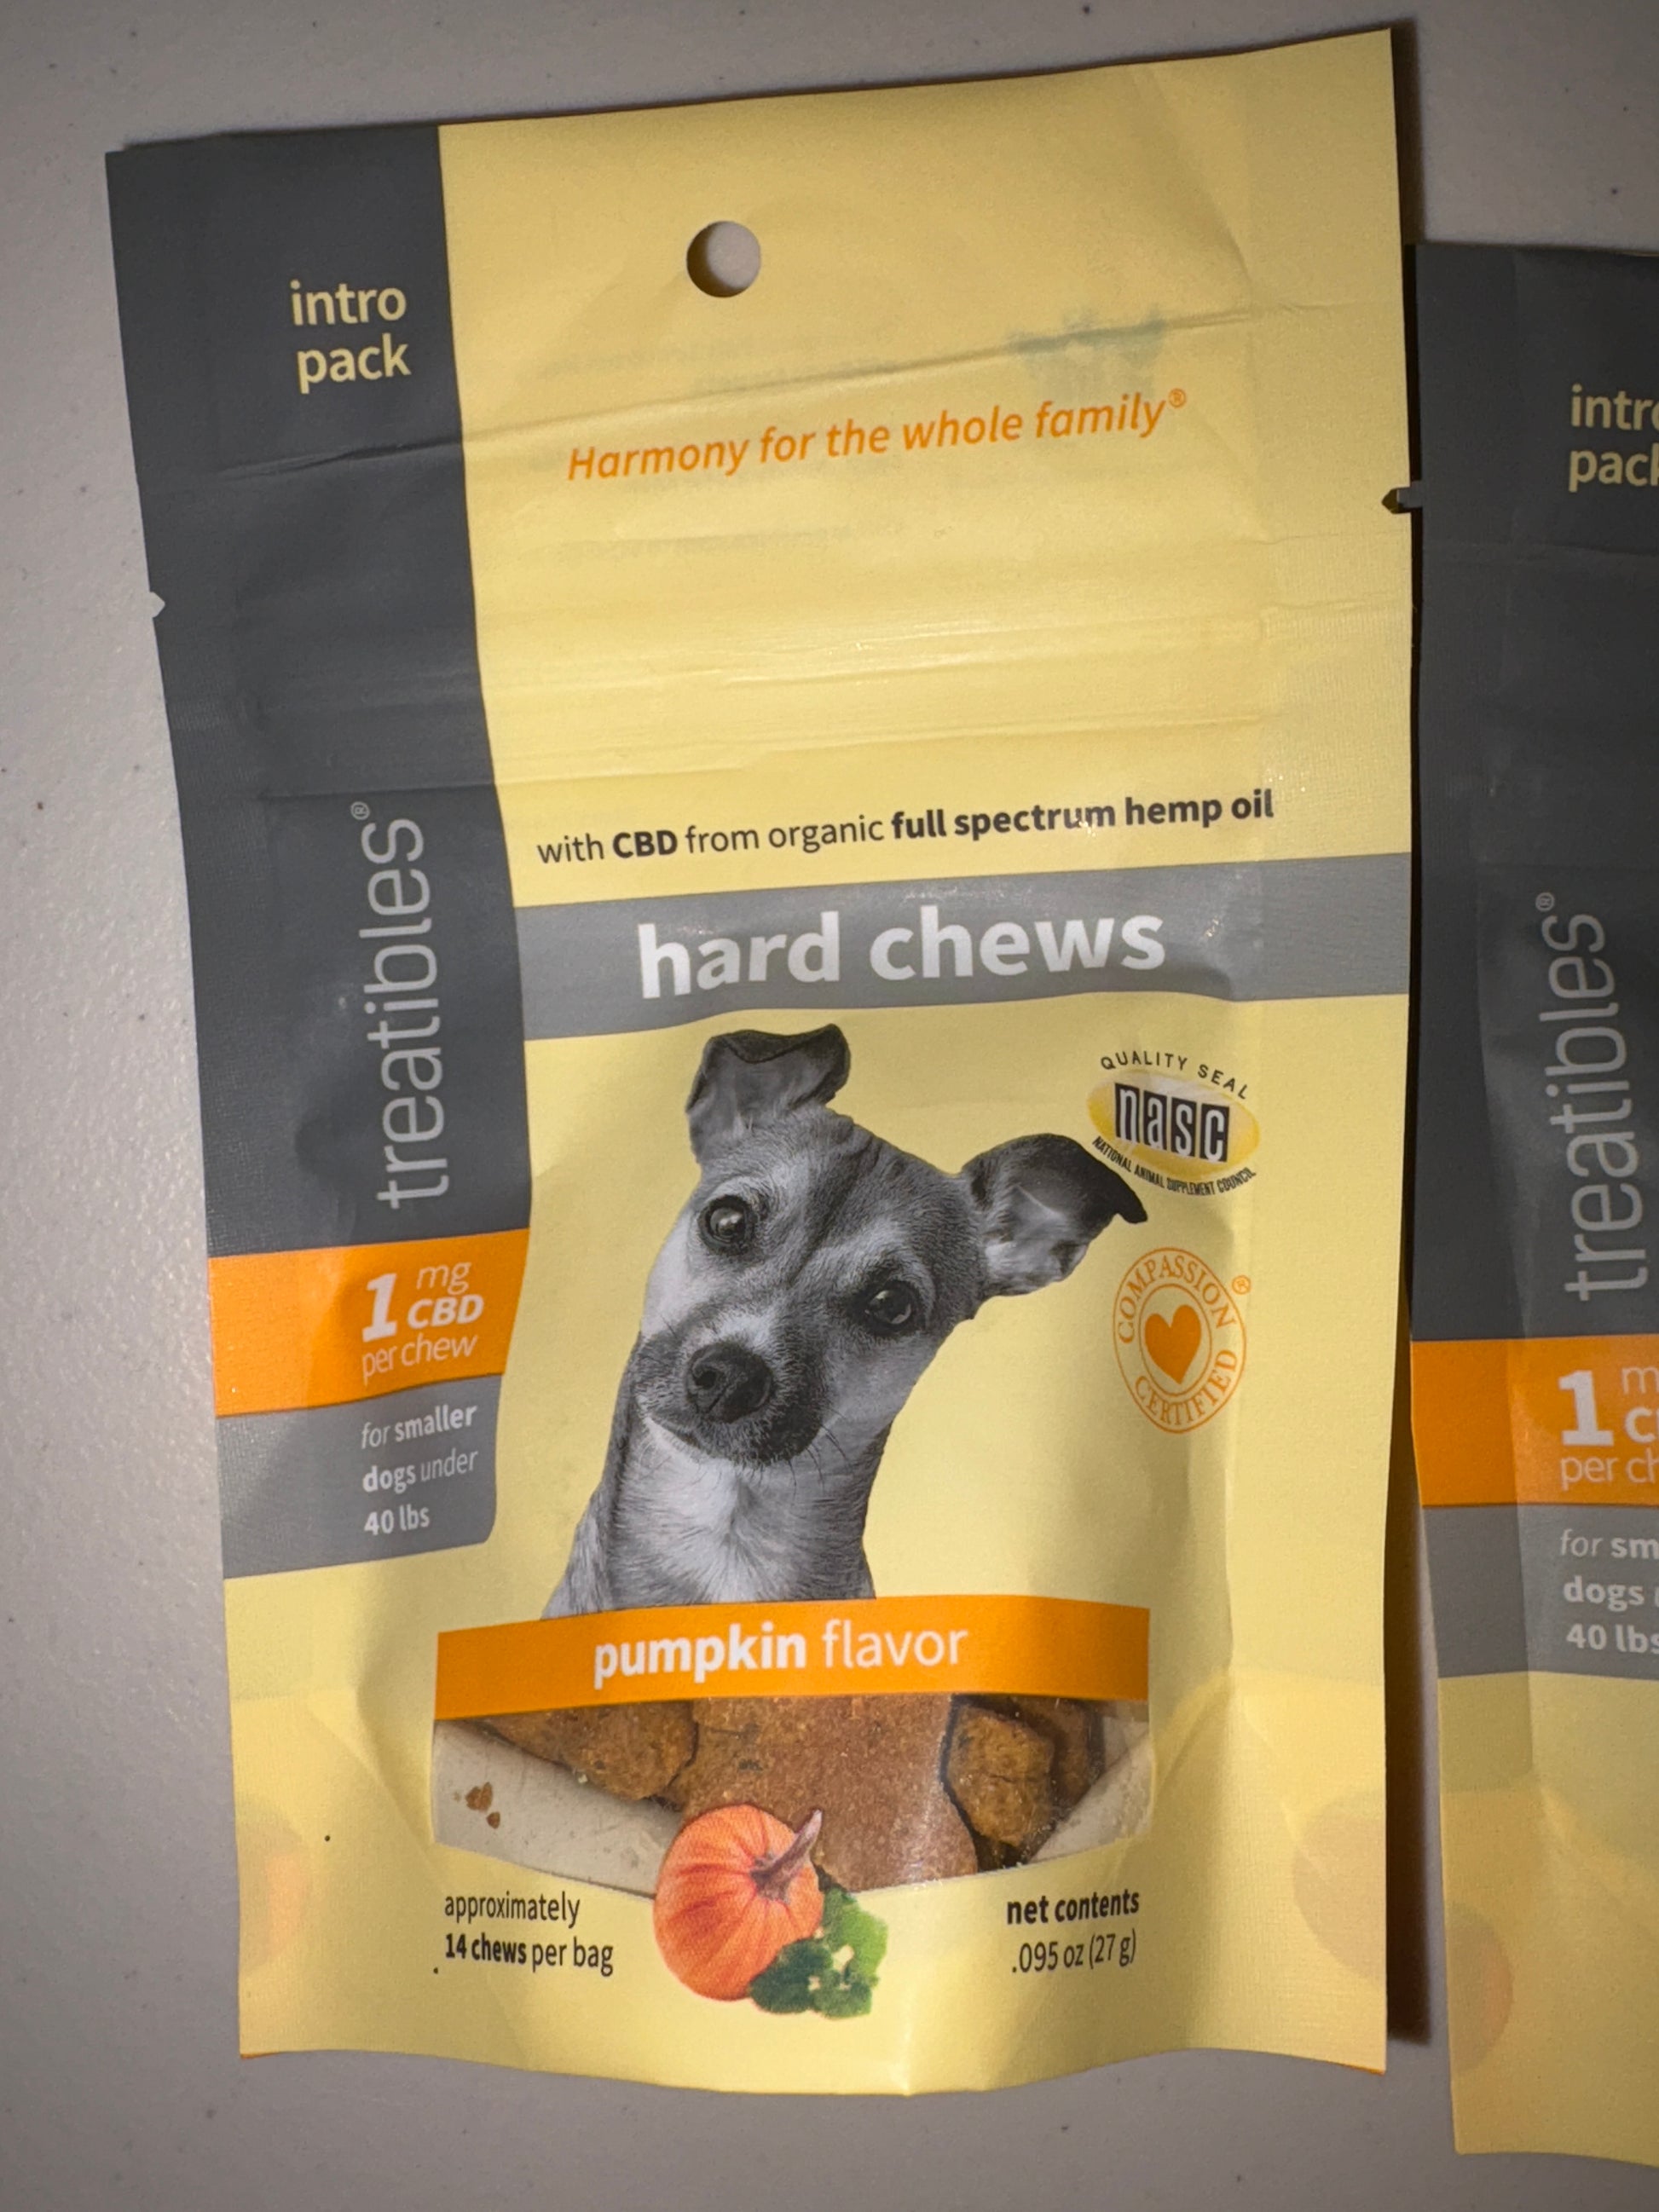 intro
pack
Harmony for the whole family®
with CBD from organic full spectrum hemp oil
hard chews
treatibles®
QUALITY SEAL
nasc
NATIONAL ANIMAL SUPPLEMENT COUNCIL
COMPASSION
CERTIFIED
®
1 mg
CBD
per chew
for smaller
dogs under
40 lbs
pumpkin flavor
approximately
14 chews per bag
net contents
.095 oz (27 g)
intro
pack
treatibles®
1
per
for
dogs
40 lbs